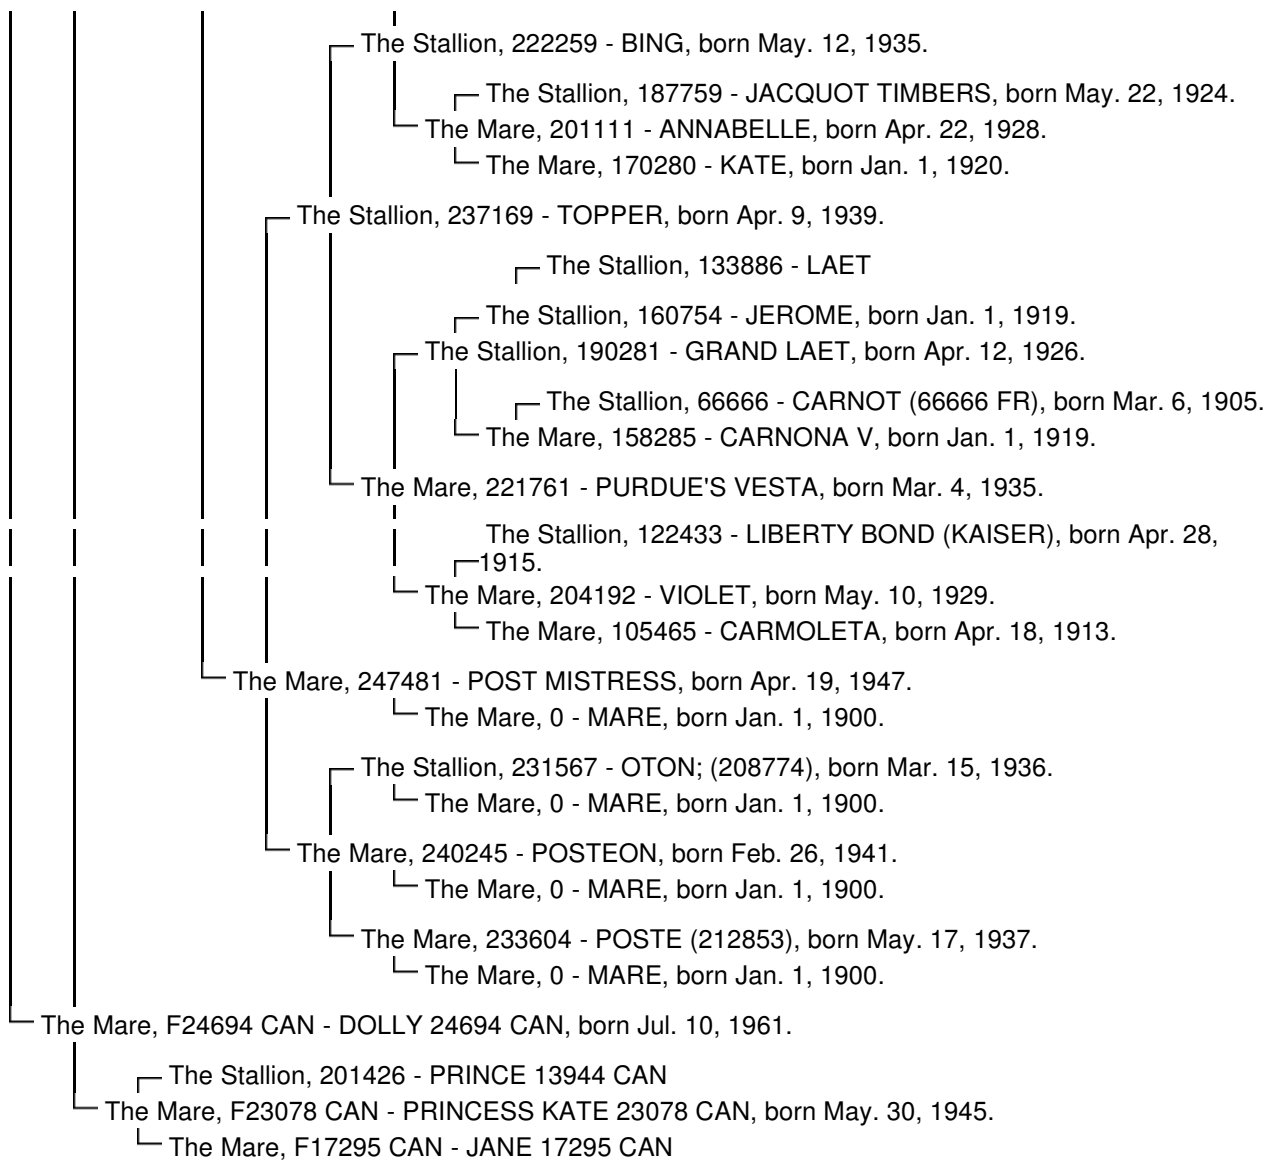 The Stallion, 222259 - BING, born May. 12, 1935.
The Stallion, 187759 - JACQUOT TIMBERS, born May. 22, 1924.
The Mare, 201111 - ANNABELLE, born Apr. 22, 1928.
The Mare, 170280 - KATE, born Jan. 1, 1920.
The Stallion, 237169 - TOPPER, born Apr. 9, 1939.
The Stallion, 133886 - LAET
The Stallion, 160754 - JEROME, born Jan. 1, 1919.
The Stallion, 190281 - GRAND LAET, born Apr. 12, 1926.
The Stallion, 66666 - CARNOT (66666 FR), born Mar. 6, 1905.
The Mare, 158285 - CARNONA V, born Jan. 1, 1919.
The Mare, 221761 - PURDUE'S VESTA, born Mar. 4, 1935.
The Stallion, 122433 - LIBERTY BOND (KAISER), born Apr. 28,
1915.
The Mare, 204192 - VIOLET, born May. 10, 1929.
The Mare, 105465 - CARMOLETA, born Apr. 18, 1913.
The Mare, 247481 - POST MISTRESS, born Apr. 19, 1947.
The Mare, 0 - MARE, born Jan. 1, 1900.
The Stallion, 231567 - OTON; (208774), born Mar. 15, 1936.
The Mare, 0 - MARE, born Jan. 1, 1900.
The Mare, 240245 - POSTEON, born Feb. 26, 1941.
The Mare, 0 - MARE, born Jan. 1, 1900.
The Mare, 233604 - POSTE (212853), born May. 17, 1937.
The Mare, 0 - MARE, born Jan. 1, 1900.
The Mare, F24694 CAN - DOLLY 24694 CAN, born Jul. 10, 1961.
The Stallion, 201426 - PRINCE 13944 CAN
The Mare, F23078 CAN - PRINCESS KATE 23078 CAN, born May. 30, 1945.
The Mare, F17295 CAN - JANE 17295 CAN